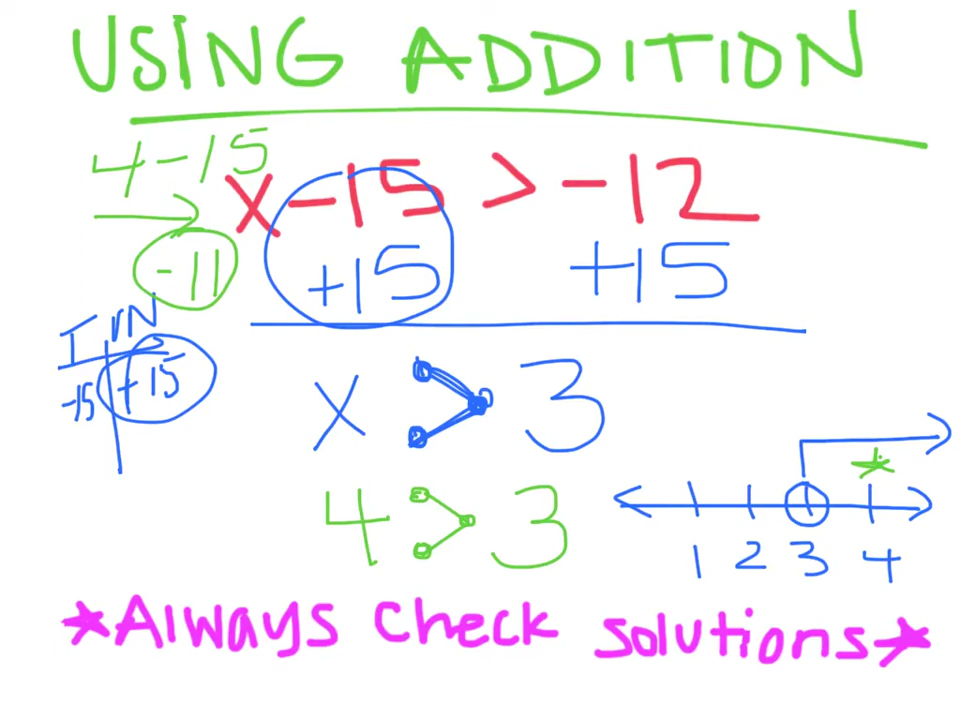 USING ADDITION
4-15
x-15 > -12
-11
+15 +15
I IN
-15 +15
x > 3
4 > 3
1 2 3 4
*Always check solutions*